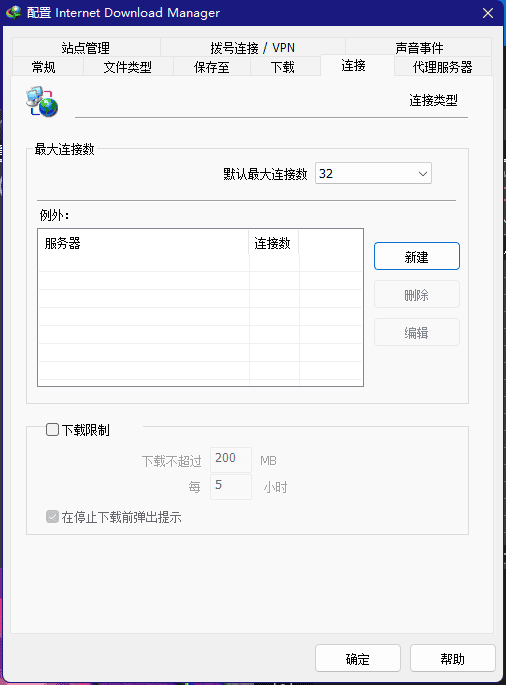 配置 Internet Download Manager
站点管理 拨号连接 / VPN 声音事件
常规 文件类型 保存至 下载 连接 代理服务器
连接类型
最大连接数
默认最大连接数 32
例外：
服务器 连接数
新建
删除
编辑
下载限制
下载不超过 200 MB
每 5 小时
在停止下载前弹出提示
确定 帮助